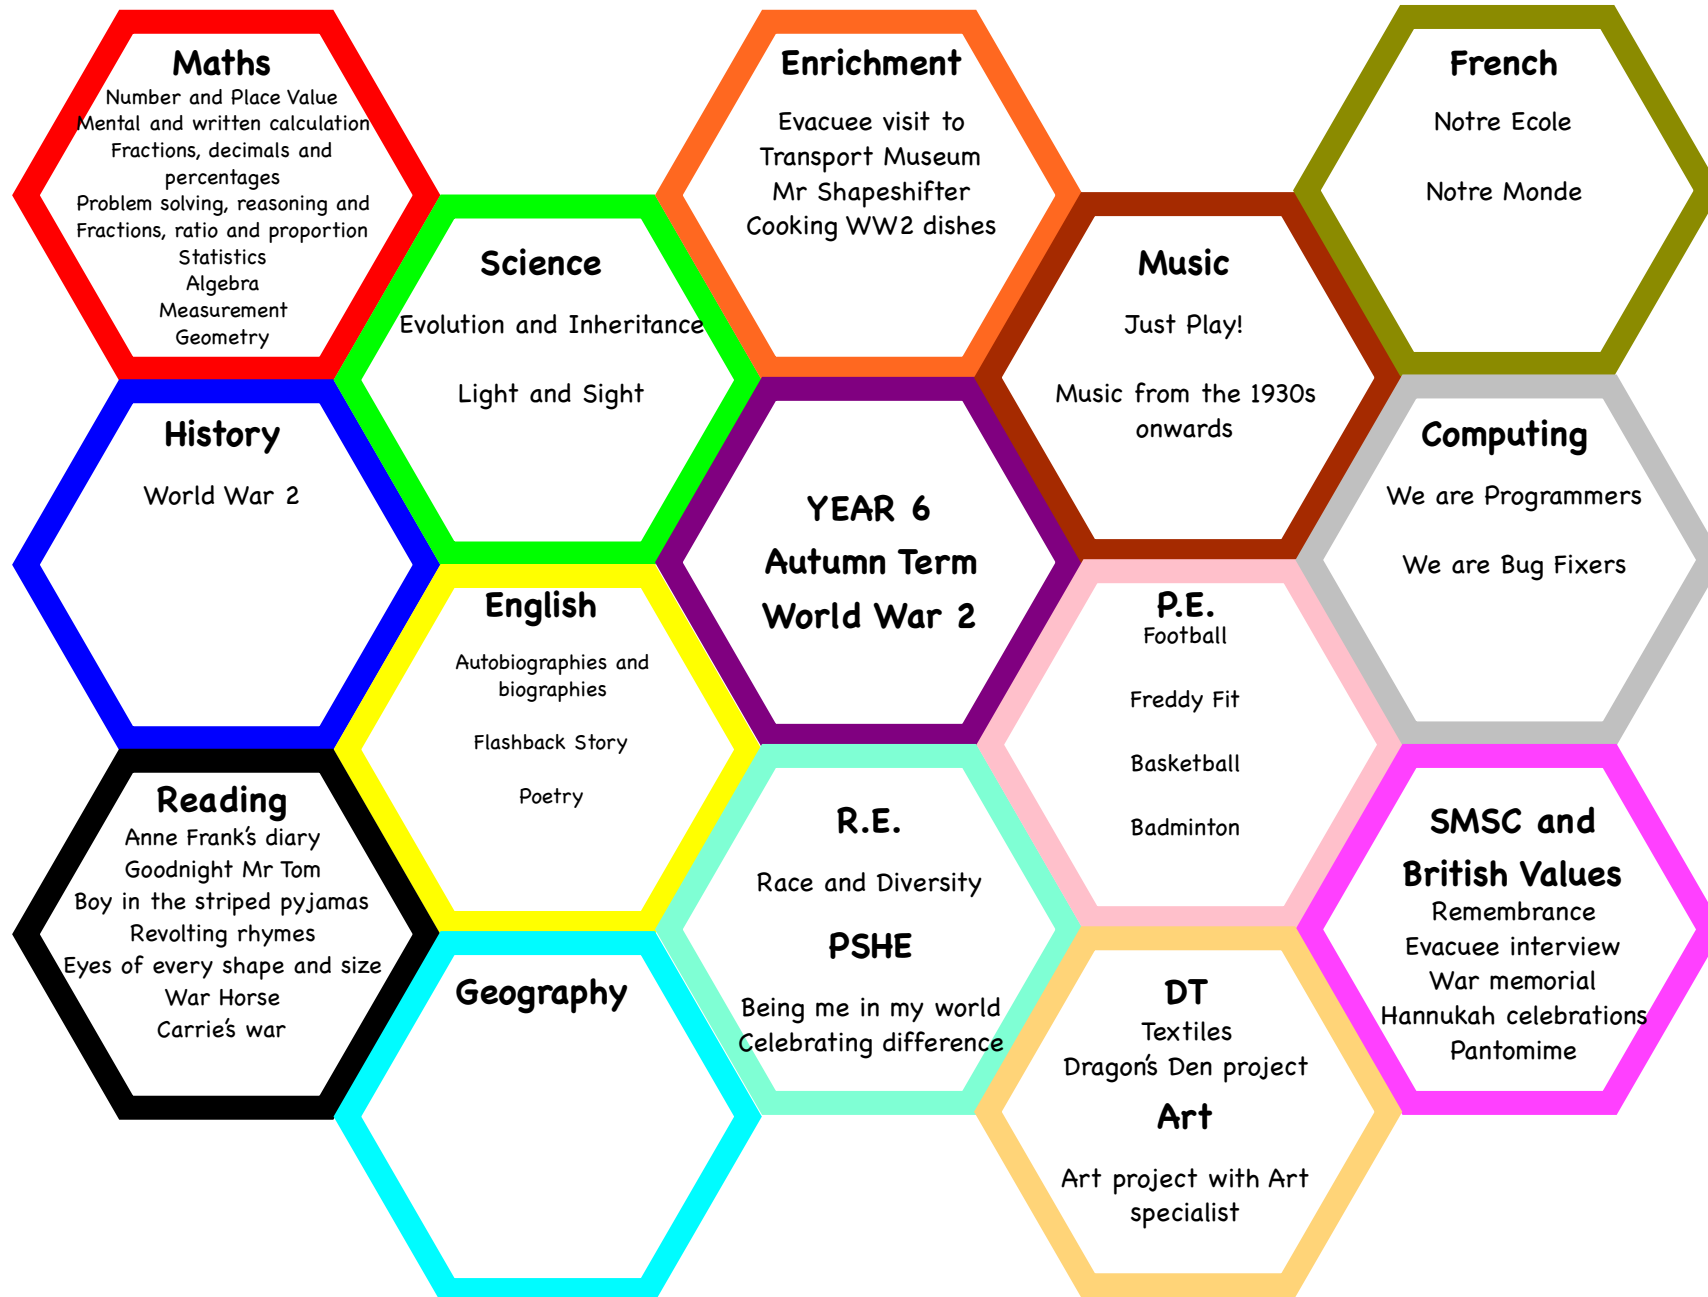 Maths
Number and Place Value
Mental and written calculation
Fractions, decimals and
percentages
Problem solving, reasoning and
Fractions, ratio and proportion
Statistics
Algebra
Measurement
Geometry
Enrichment
Evacuee visit to
Transport Museum
Mr Shapeshifter
Cooking WW2 dishes
French
Notre Ecole
Notre Monde
Science
Evolution and Inheritance
Light and Sight
Music
Just Play!
Music from the 1930s
onwards
History
World War 2
YEAR 6
Autumn Term
World War 2
Computing
We are Programmers
We are Bug Fixers
English
Autobiographies and
biographies
Flashback Story
Poetry
P.E.
Football
Freddy Fit
Basketball
Badminton
Reading
Anne Frank's diary
Goodnight Mr Tom
Boy in the striped pyjamas
Revolting rhymes
Eyes of every shape and size
War Horse
Carrie's war
R.E.
Race and Diversity
PSHE
Being me in my world
Celebrating difference
SMSC and
British Values
Remembrance
Evacuee interview
War memorial
Hannukah celebrations
Pantomime
Geography
DT
Textiles
Dragon's Den project
Art
Art project with Art
specialist